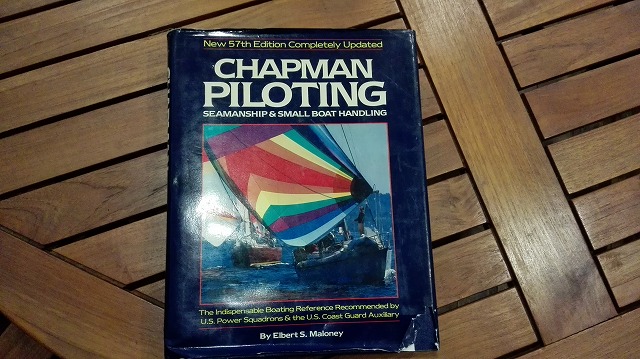 New 57th Edition Completely Updated
CHAPMAN
PILOTING
SEAMANSHIP & SMALL BOAT HANDLING
The Indispensable Boating Reference Recommended by
U.S. Power Squadrons & the U.S. Coast Guard Auxiliary
By Elbert S. Maloney